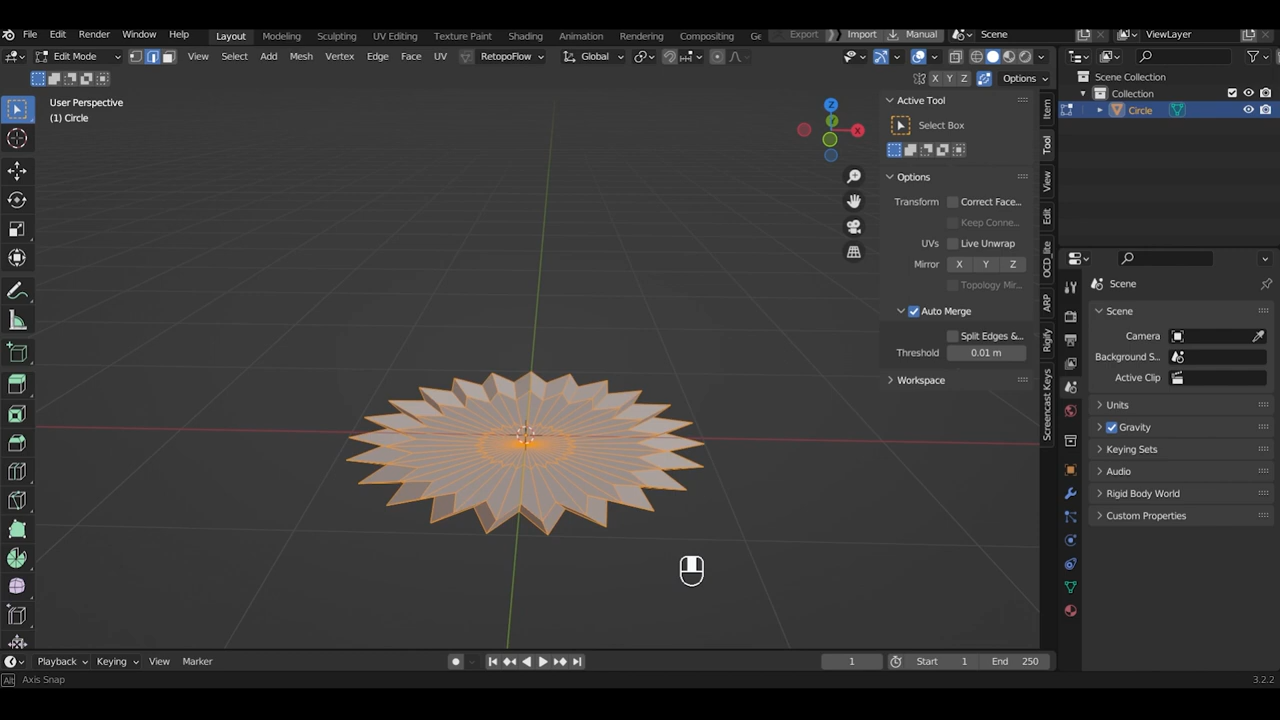 File Edit Render Window Help Layout Modeling Sculpting UV Editing Texture Paint Shading Animation Rendering Compositing Export Import Manual Scene ViewLayer
Edit Mode View Select Add Mesh Vertex Edge Face UV RetopoFlow Global
X Y Z Options
Scene Collection
Collection
Circle
User Perspective
(1) Circle
Z
Y
X
Active Tool
Select Box
Options
Transform Correct Face...
Keep Conne...
UVs Live Unwrap
Mirror X Y Z
Topology Mir...
Auto Merge
Split Edges &...
Threshold 0.01 m
Workspace
Item
Tool
View
Edit
OCD_lite
ARP
Rigify
Screencast Keys
Scene
Scene
Camera
Background S...
Active Clip
Units
Gravity
Keying Sets
Audio
Rigid Body World
Custom Properties
Playback Keying View Marker 1 Start 1 End 250
Alt Axis Snap 3.2.2